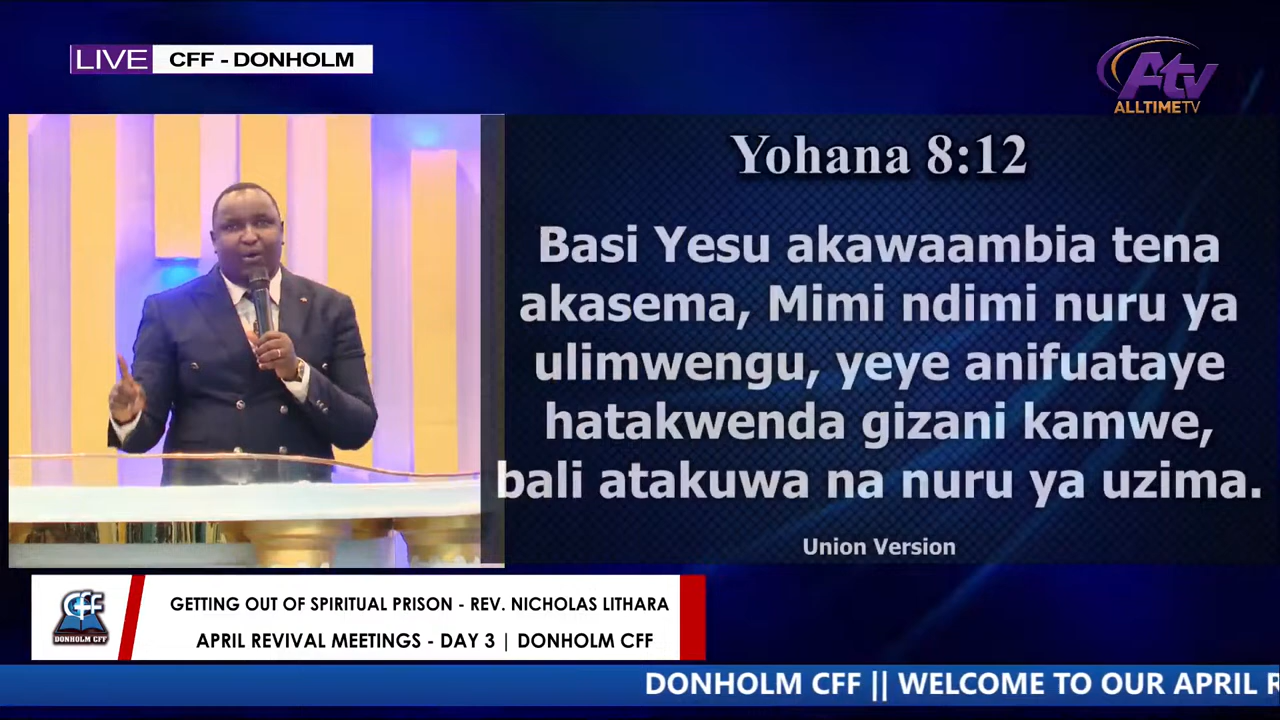 LIVE CFF - DONHOLM
Atv
ALLTIMETV
Yohana 8:12
Basi Yesu akawaambia tena
akasema, Mimi ndimi nuru ya
ulimwengu, yeye anifuataye
hatakwenda gizani kamwe,
bali atakuwa na nuru ya uzima.
Union Version
CFF
DONHOLM CFF
GETTING OUT OF SPIRITUAL PRISON - REV. NICHOLAS LITHARA
APRIL REVIVAL MEETINGS - DAY 3 | DONHOLM CFF
DONHOLM CFF || WELCOME TO OUR APRIL R